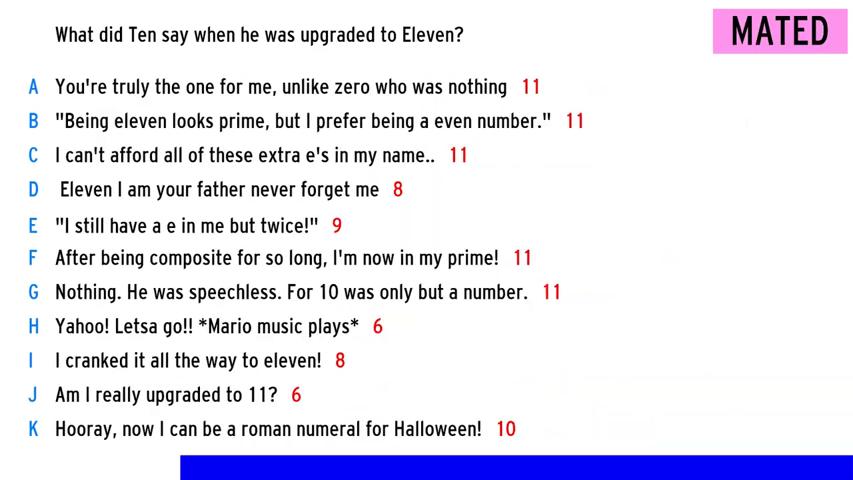 What did Ten say when he was upgraded to Eleven?
MATED
A You're truly the one for me, unlike zero who was nothing 11
B "Being eleven looks prime, but I prefer being a even number." 11
C I can't afford all of these extra e's in my name.. 11
D Eleven I am your father never forget me 8
E "I still have a e in me but twice!" 9
F After being composite for so long, I'm now in my prime! 11
G Nothing. He was speechless. For 10 was only but a number. 11
H Yahoo! Letsa go!! *Mario music plays* 6
I I cranked it all the way to eleven! 8
J Am I really upgraded to 11? 6
K Hooray, now I can be a roman numeral for Halloween! 10